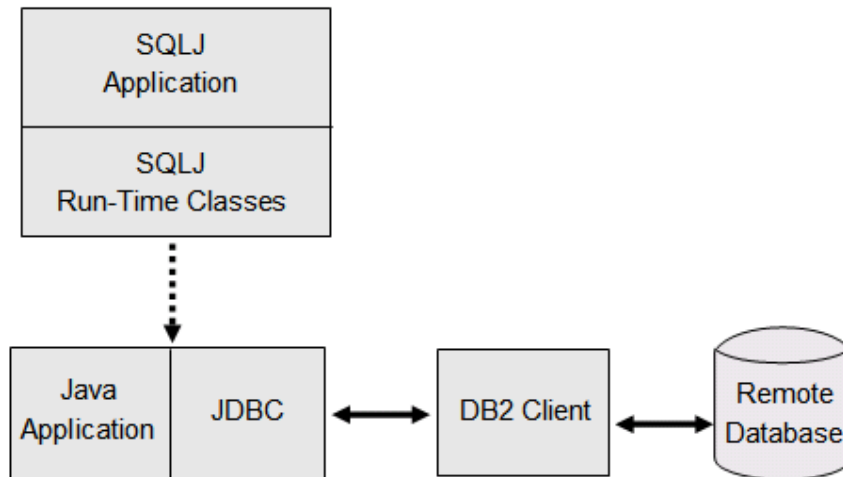 SQLJ
Application
SQLJ
Run-Time Classes
Java
Application
JDBC
DB2 Client
Remote
Database